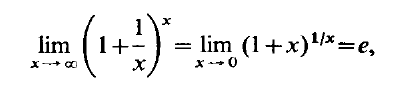 lim_{x→∞} (1+1/x)^x = lim_{x→0} (1+x)^{1/x}=e,